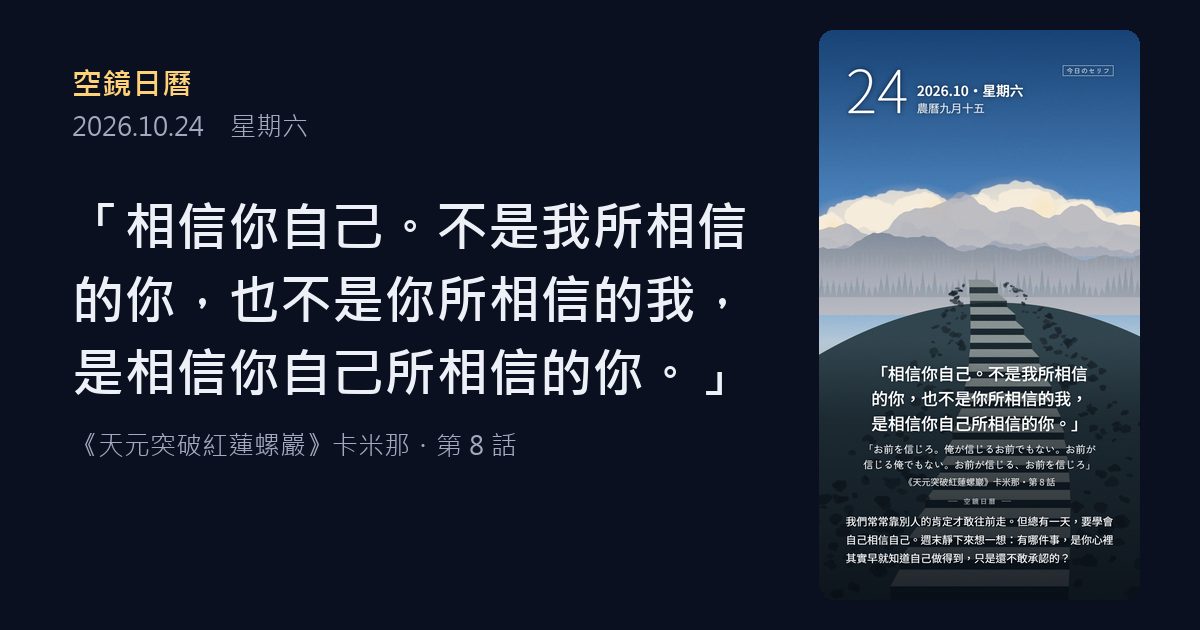 空鏡日曆
2026.10.24 星期六
「相信你自己。不是我所相信
的你，也不是你所相信的我，
是相信你自己所相信的你。」
《天元突破紅蓮螺巖》卡米那．第 8 話
24
2026.10・星期六
農曆九月十五
今日のセリフ
「相信你自己。不是我所相信
的你，也不是你所相信的我，
是相信你自己所相信的你。」
「お前を信じろ。俺が信じるお前でもない。お前が
信じる俺でもない。お前が信じる、お前を信じろ」
《天元突破紅蓮螺巖》卡米那・第 8 話
— 空鏡日曆 —
我們常常靠別人的肯定才敢往前走。但總有一天，要學會
自己相信自己。週末靜下來想一想：有哪件事，是你心裡
其實早就知道自己做得到，只是還不敢承認的？